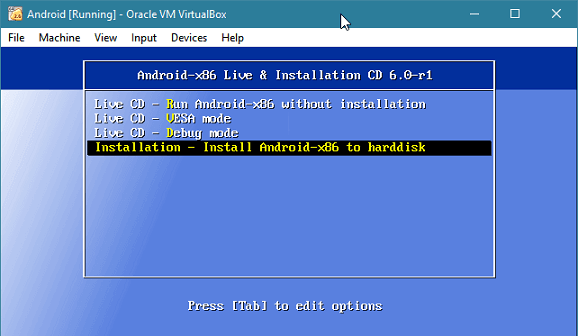 Android [Running] - Oracle VM VirtualBox
File Machine View Input Devices Help
Android-x86 Live & Installation CD 6.0-r1
Live CD - Run Android-x86 without installation
Live CD - VESA mode
Live CD - Debug mode
Installation - Install Android-x86 to harddisk
Press [Tab] to edit options